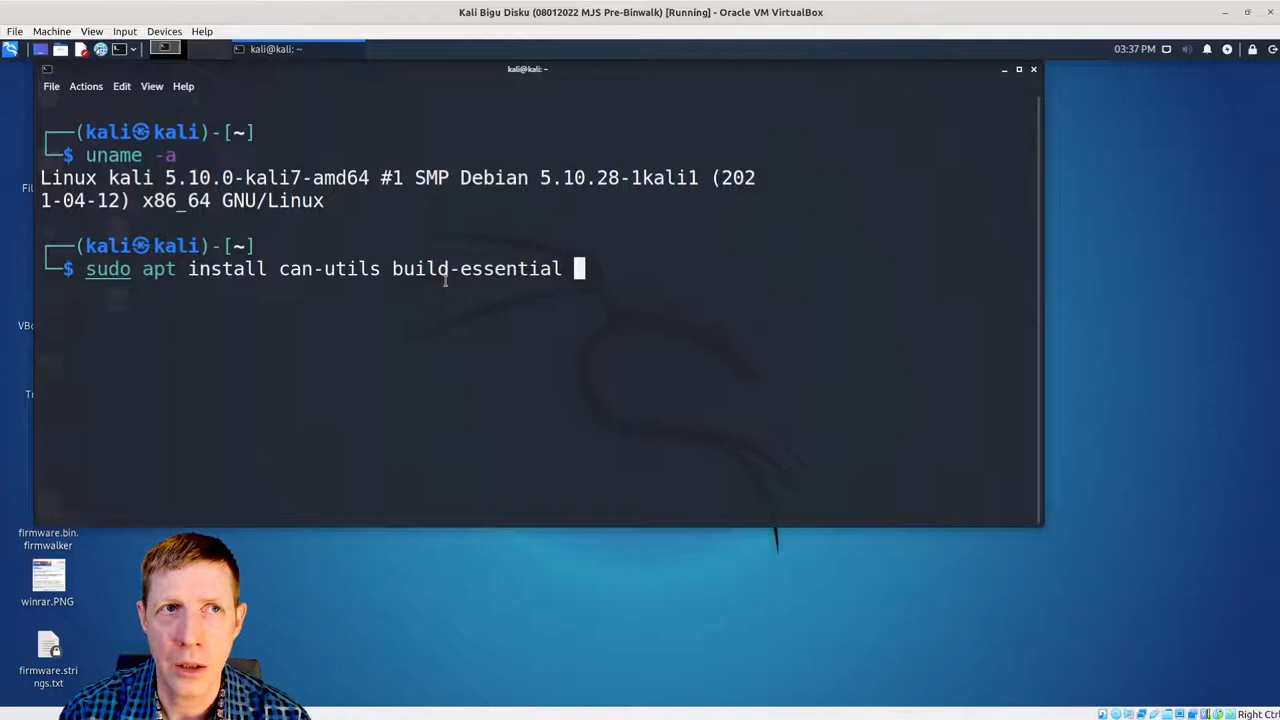 Kali Bigu Disku (08012022 MJS Pre-Binwalk) [Running] - Oracle VM VirtualBox
File Machine View Input Devices Help
kali@kali: ~
03:37 PM
kali@kali: ~
File Actions Edit View Help
(kali㉿kali)-[~]
$ uname -a
Linux kali 5.10.0-kali7-amd64 #1 SMP Debian 5.10.28-1kali1 (202
1-04-12) x86_64 GNU/Linux
(kali㉿kali)-[~]
$ sudo apt install can-utils build-essential
Fil
VBo
Tr
firmware.bin.
firmwalker
winrar.PNG
firmware.stri
ngs.txt
Right Ctrl